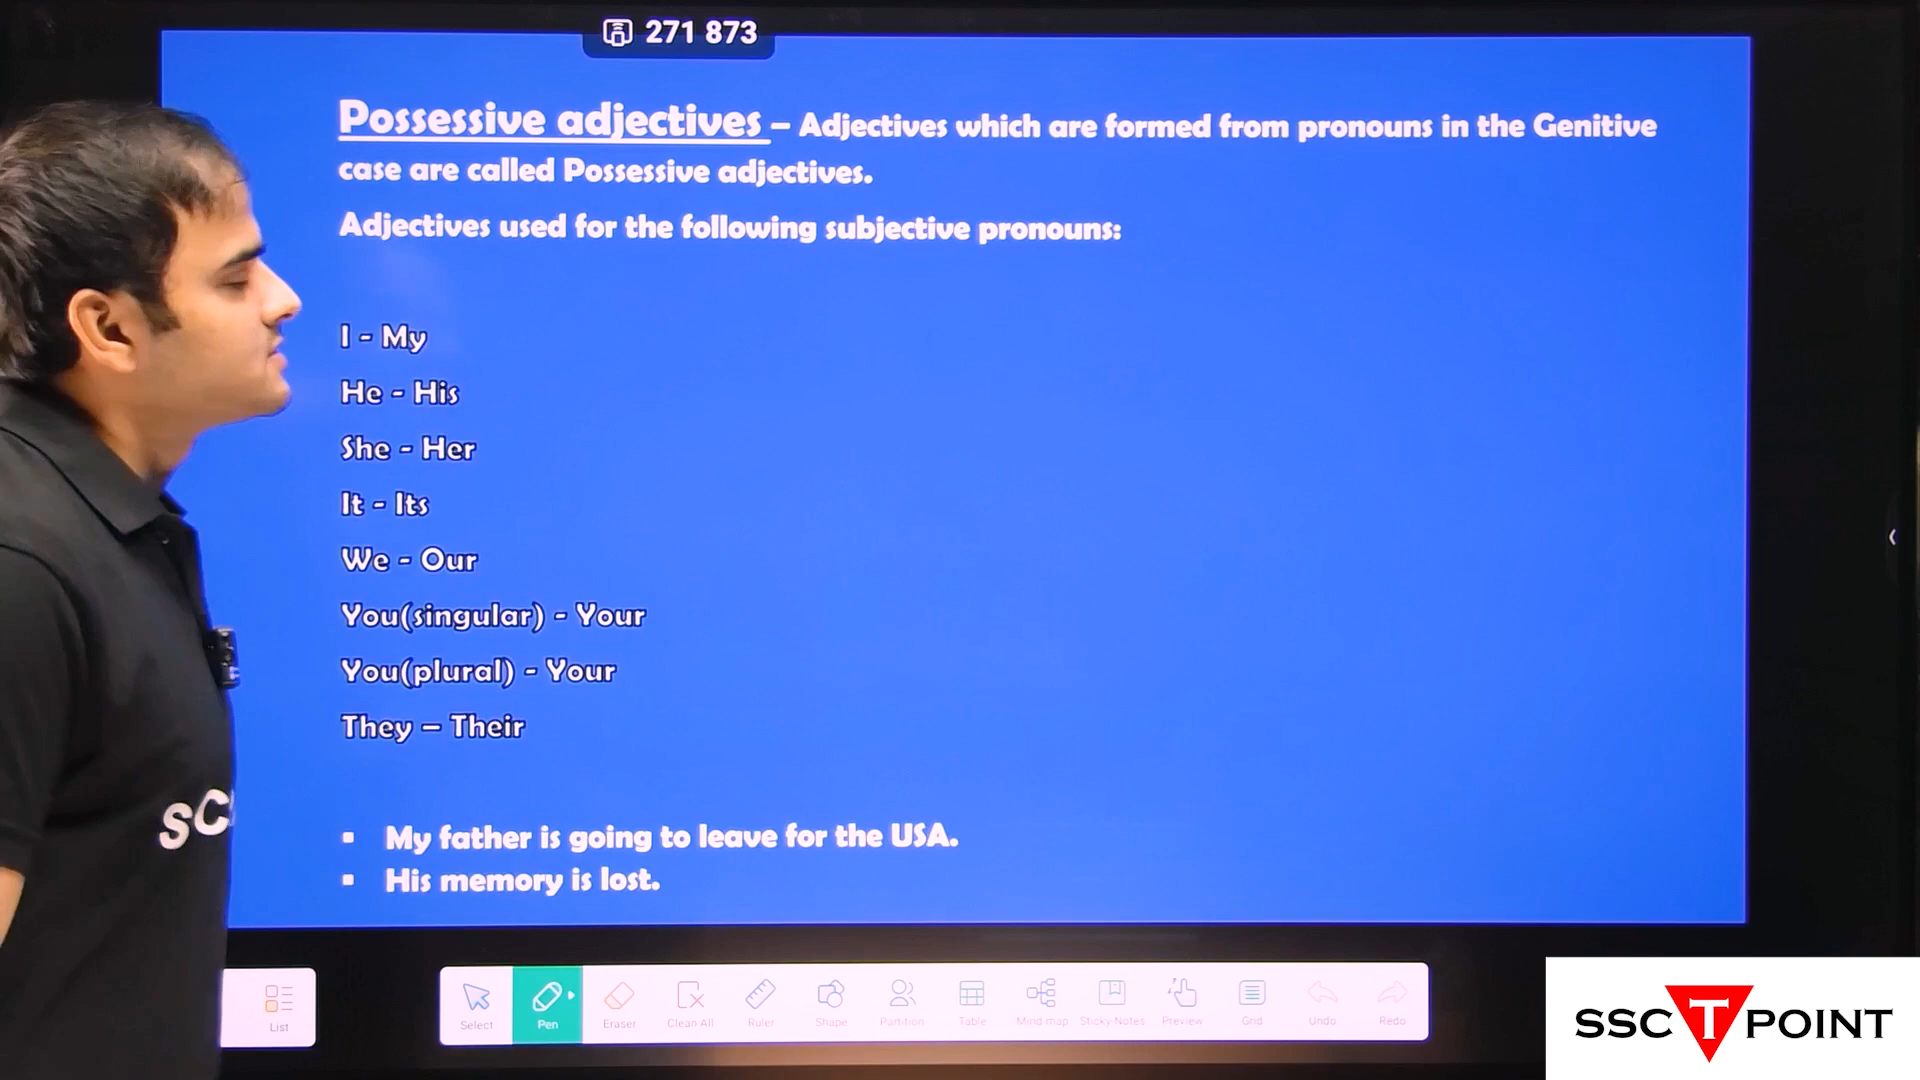 271 873
Possessive adjectives – Adjectives which are formed from pronouns in the Genitive
case are called Possessive adjectives.
Adjectives used for the following subjective pronouns:
I - My
He - His
She - Her
It - Its
We - Our
You(singular) - Your
You(plural) - Your
They – Their
▪ My father is going to leave for the USA.
▪ His memory is lost.
SC
List
Select Pen Eraser Clean All Ruler Shape Partition Table Mind map Sticky Notes Preview Grid Undo Redo
SSC T POINT